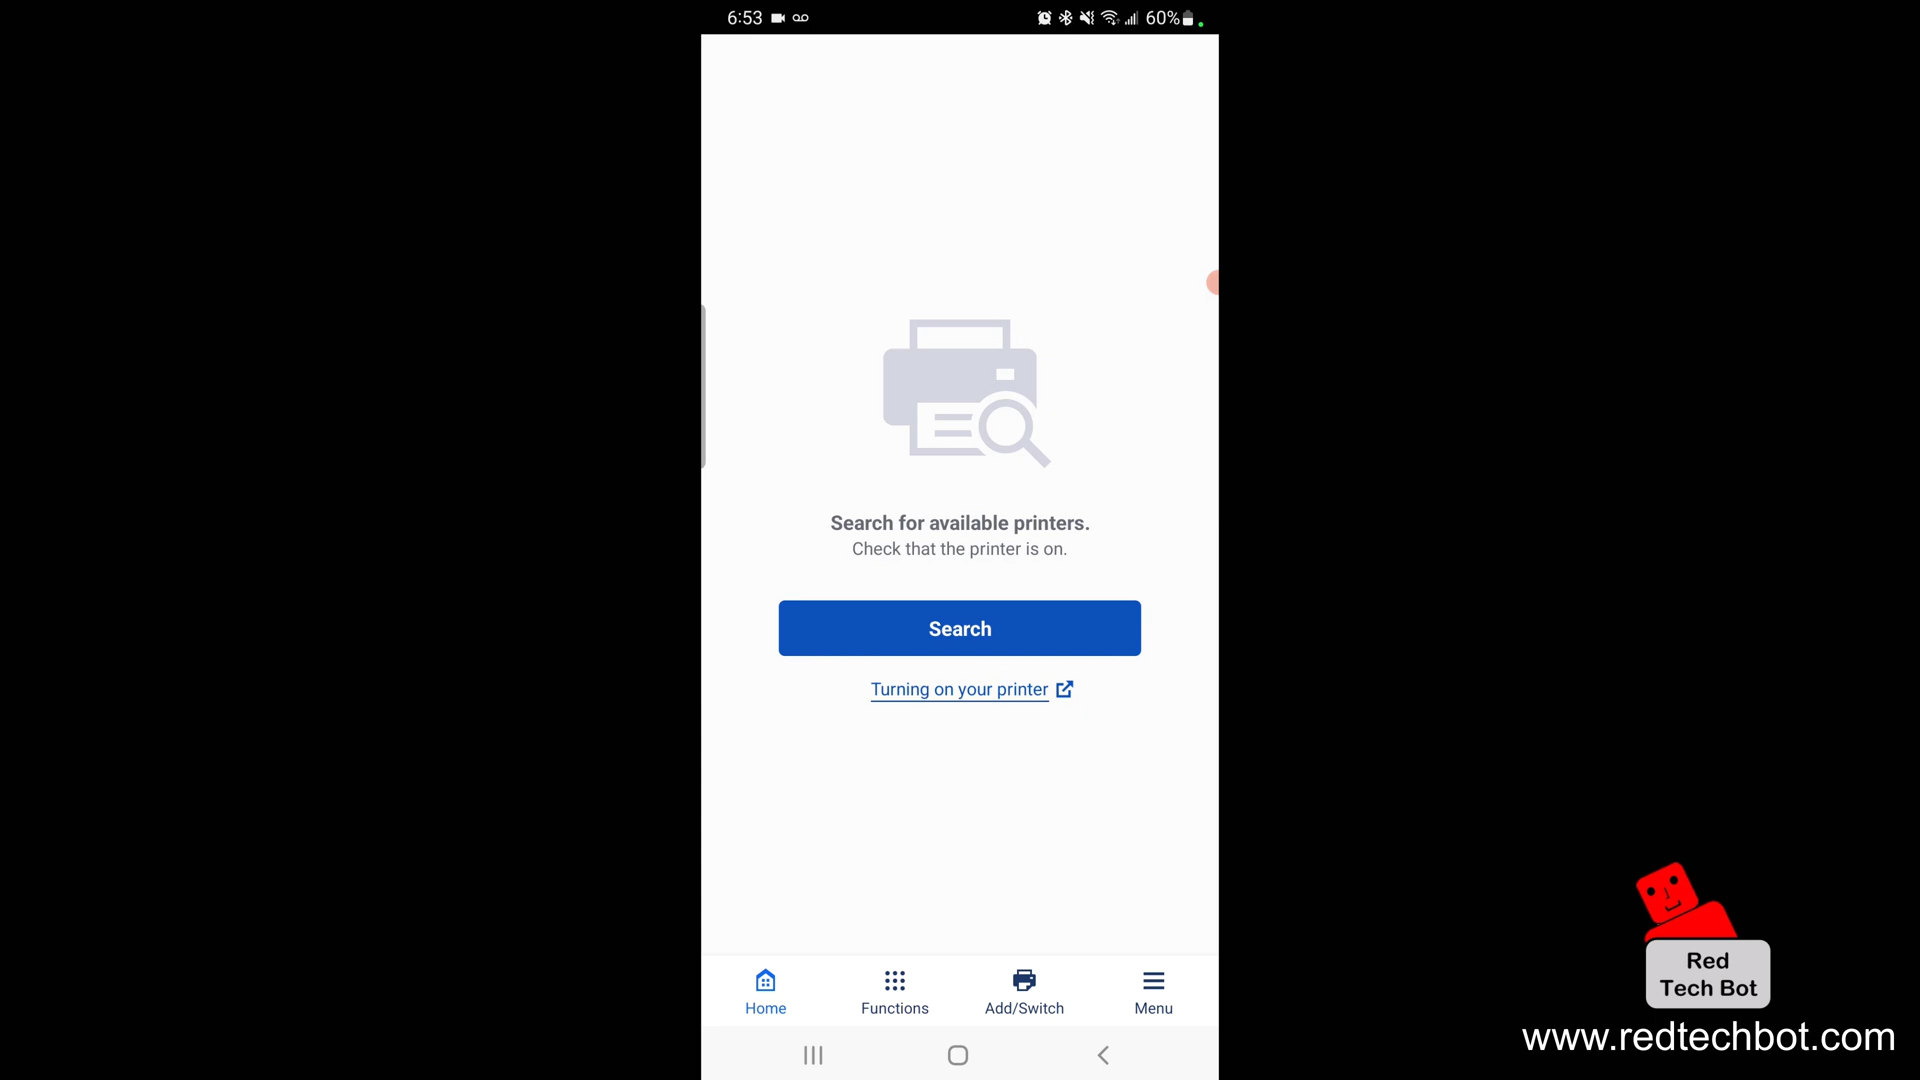 6:53
60%
Search for available printers.
Check that the printer is on.
Search
Turning on your printer
Home
Functions
Add/Switch
Menu
Red
Tech Bot
www.redtechbot.com